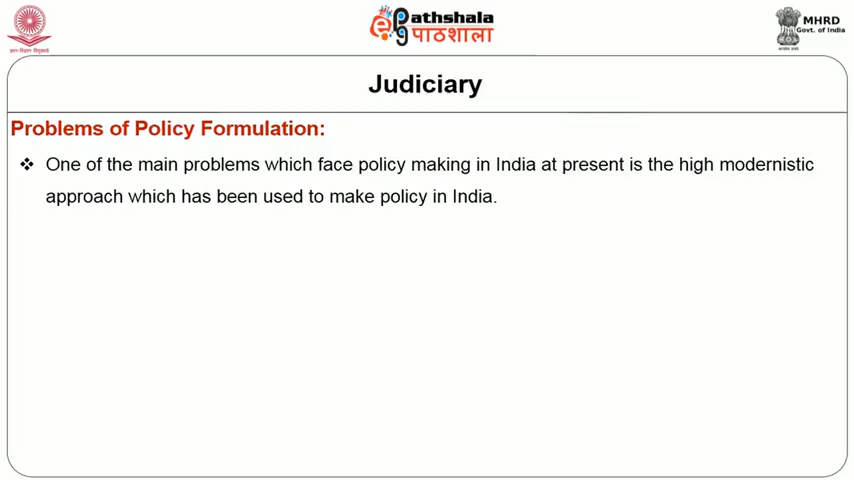 ePathshala
पाठशाला
MHRD
Govt. of India
Judiciary
Problems of Policy Formulation:
❖ One of the main problems which face policy making in India at present is the high modernistic
approach which has been used to make policy in India.